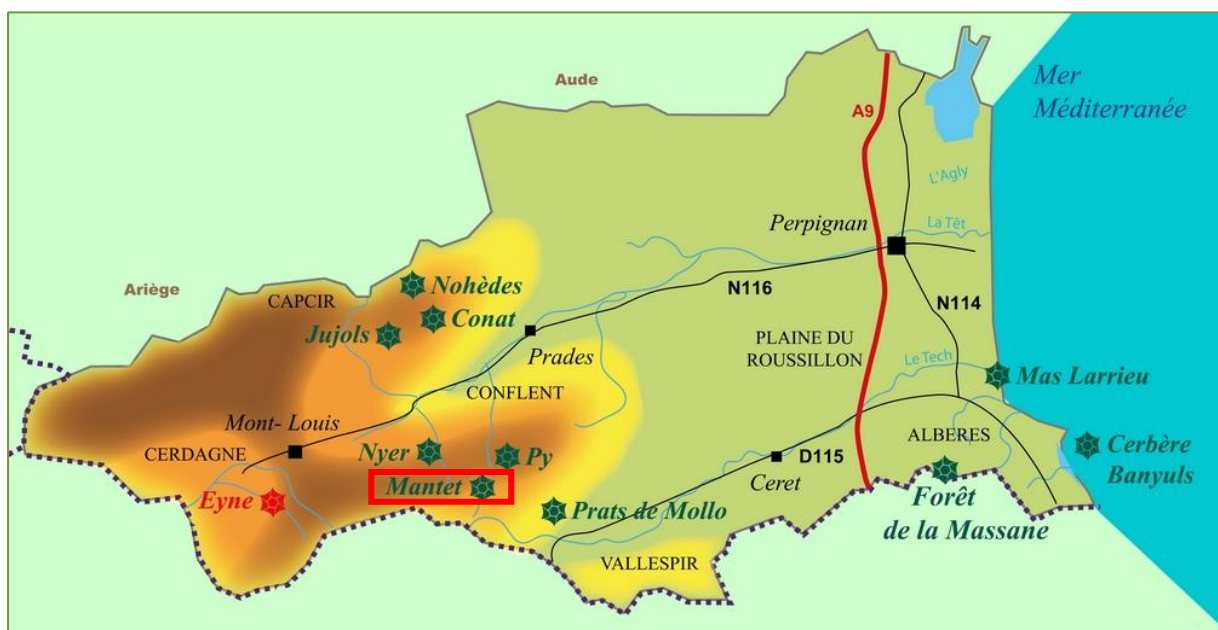 Mer
Méditerranée
Aude
A9
L'Agly
La Têt
Perpignan
Ariège
Nohèdes
CAPCIR
N116
N114
Conat
Jujols
PLAINE DU
ROUSSILLON
Prades
Le Tech
Mas Larrieu
CONFLENT
Mont- Louis
ALBERES
Cerbère
Banyuls
CERDAGNE
Nyer
Py
D115
Mantet
Ceret
Eyne
Forêt
de la Massane
Prats de Mollo
VALLESPIR